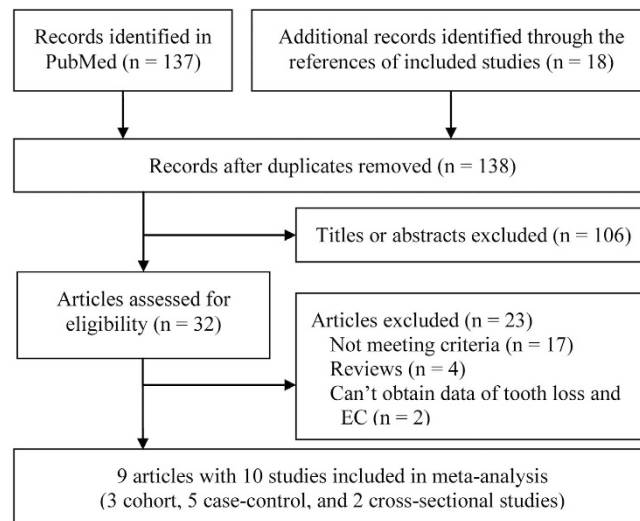 Records identified in
PubMed (n = 137)
Additional records identified through the
references of included studies (n = 18)
Records after duplicates removed (n = 138)
Titles or abstracts excluded (n = 106)
Articles assessed for
eligibility (n = 32)
Articles excluded (n = 23)
Not meeting criteria (n = 17)
Reviews (n = 4)
Can't obtain data of tooth loss and
EC (n = 2)
9 articles with 10 studies included in meta-analysis
(3 cohort, 5 case-control, and 2 cross-sectional studies)